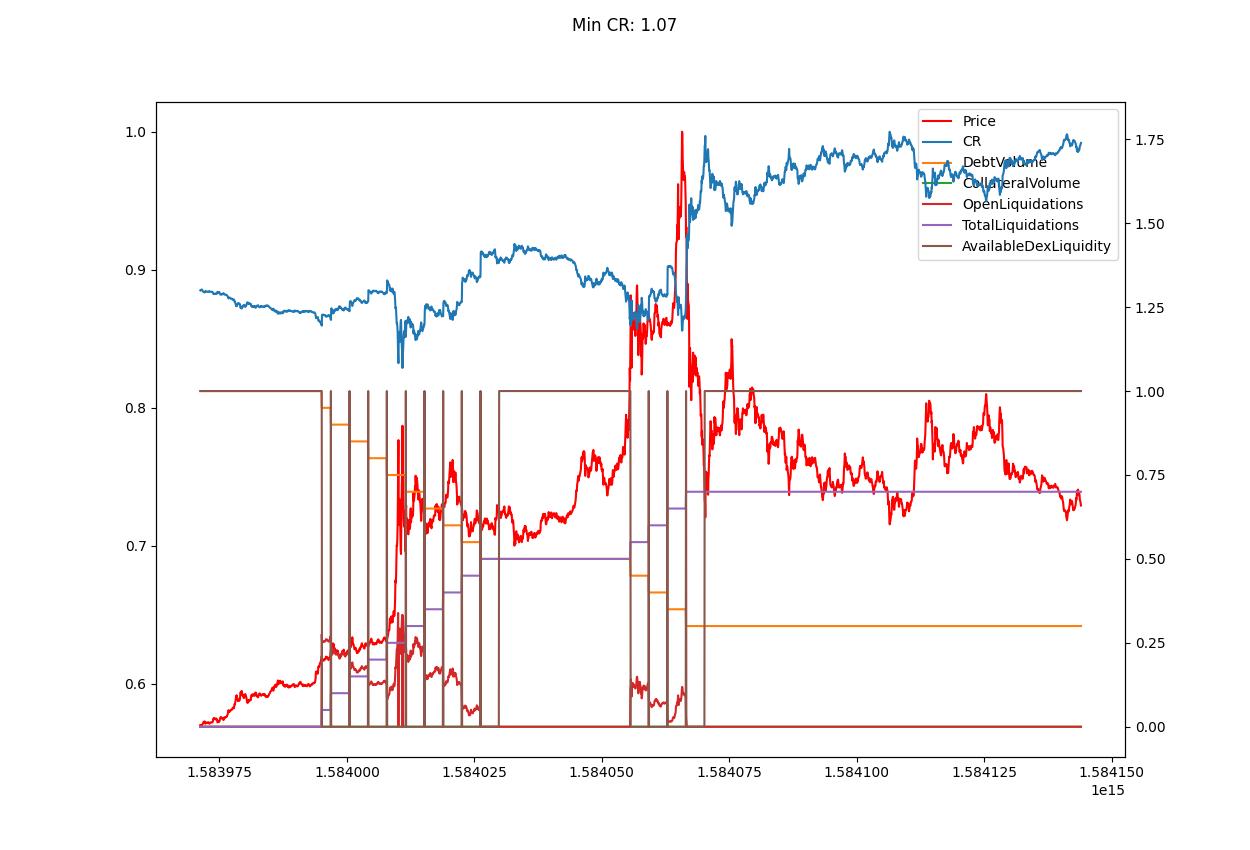 Min CR: 1.07
1.0
0.9
0.8
0.7
0.6
1.75
1.50
1.25
1.00
0.75
0.50
0.25
0.00
Price
CR
DebtVolume
CollateralVolume
OpenLiquidations
TotalLiquidations
AvailableDexLiquidity
1.583975 1.584000 1.584025 1.584050 1.584075 1.584100 1.584125 1.584150
1e15